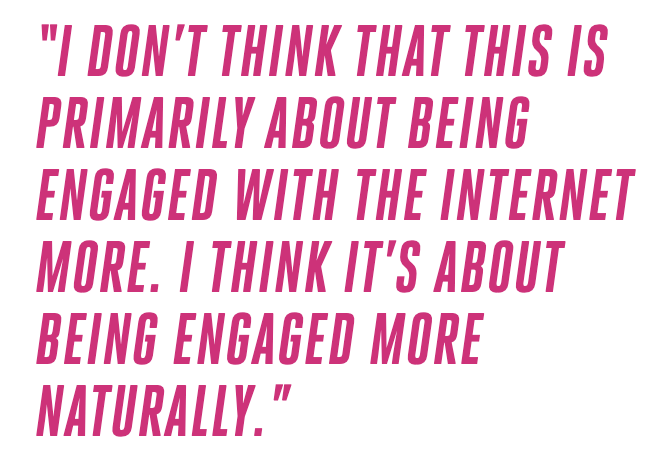 "I DON'T THINK THAT THIS IS
PRIMARILY ABOUT BEING
ENGAGED WITH THE INTERNET
MORE. I THINK IT'S ABOUT
BEING ENGAGED MORE
NATURALLY."